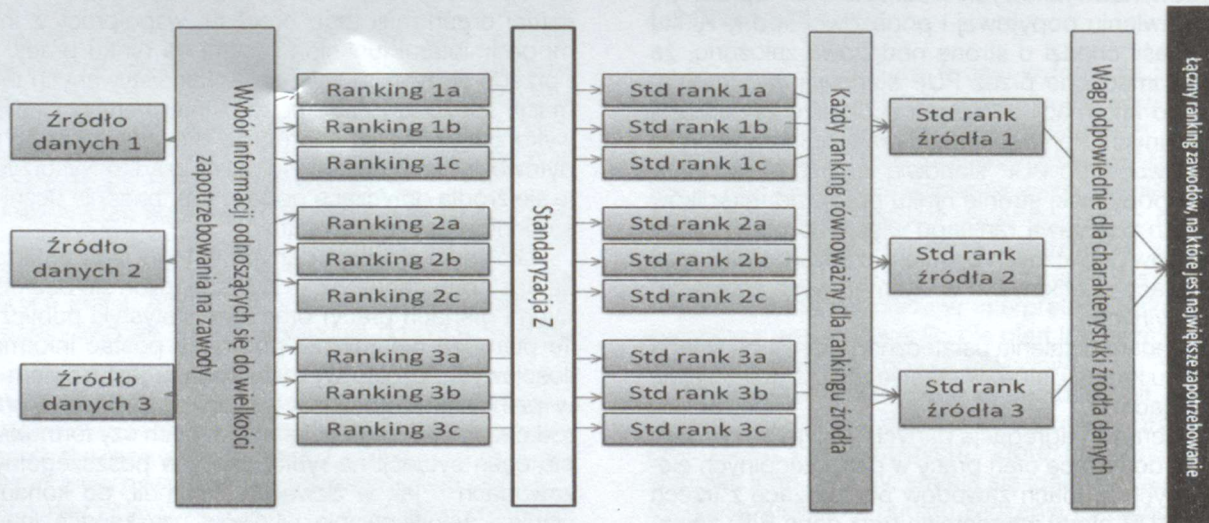 Źródło
danych 1
Źródło
danych 2
Źródło
danych 3
Wybór informacji odnoszących się do wielkości
zapotrzebowania na zawody
Ranking 1a
Ranking 1b
Ranking 1c
Ranking 2a
Ranking 2b
Ranking 2c
Ranking 3a
Ranking 3b
Ranking 3c
Standaryzacja Z
Std rank 1a
Std rank 1b
Std rank 1c
Std rank 2a
Std rank 2b
Std rank 2c
Std rank 3a
Std rank 3b
Std rank 3c
Każdy ranking równoważny dla rankingu źródła
Std rank
źródła 1
Std rank
źródła 2
Std rank
źródła 3
Wagi odpowiednie dla charakterystyki źródła danych
Łączny ranking zawodów, na które jest największe zapotrzebowanie